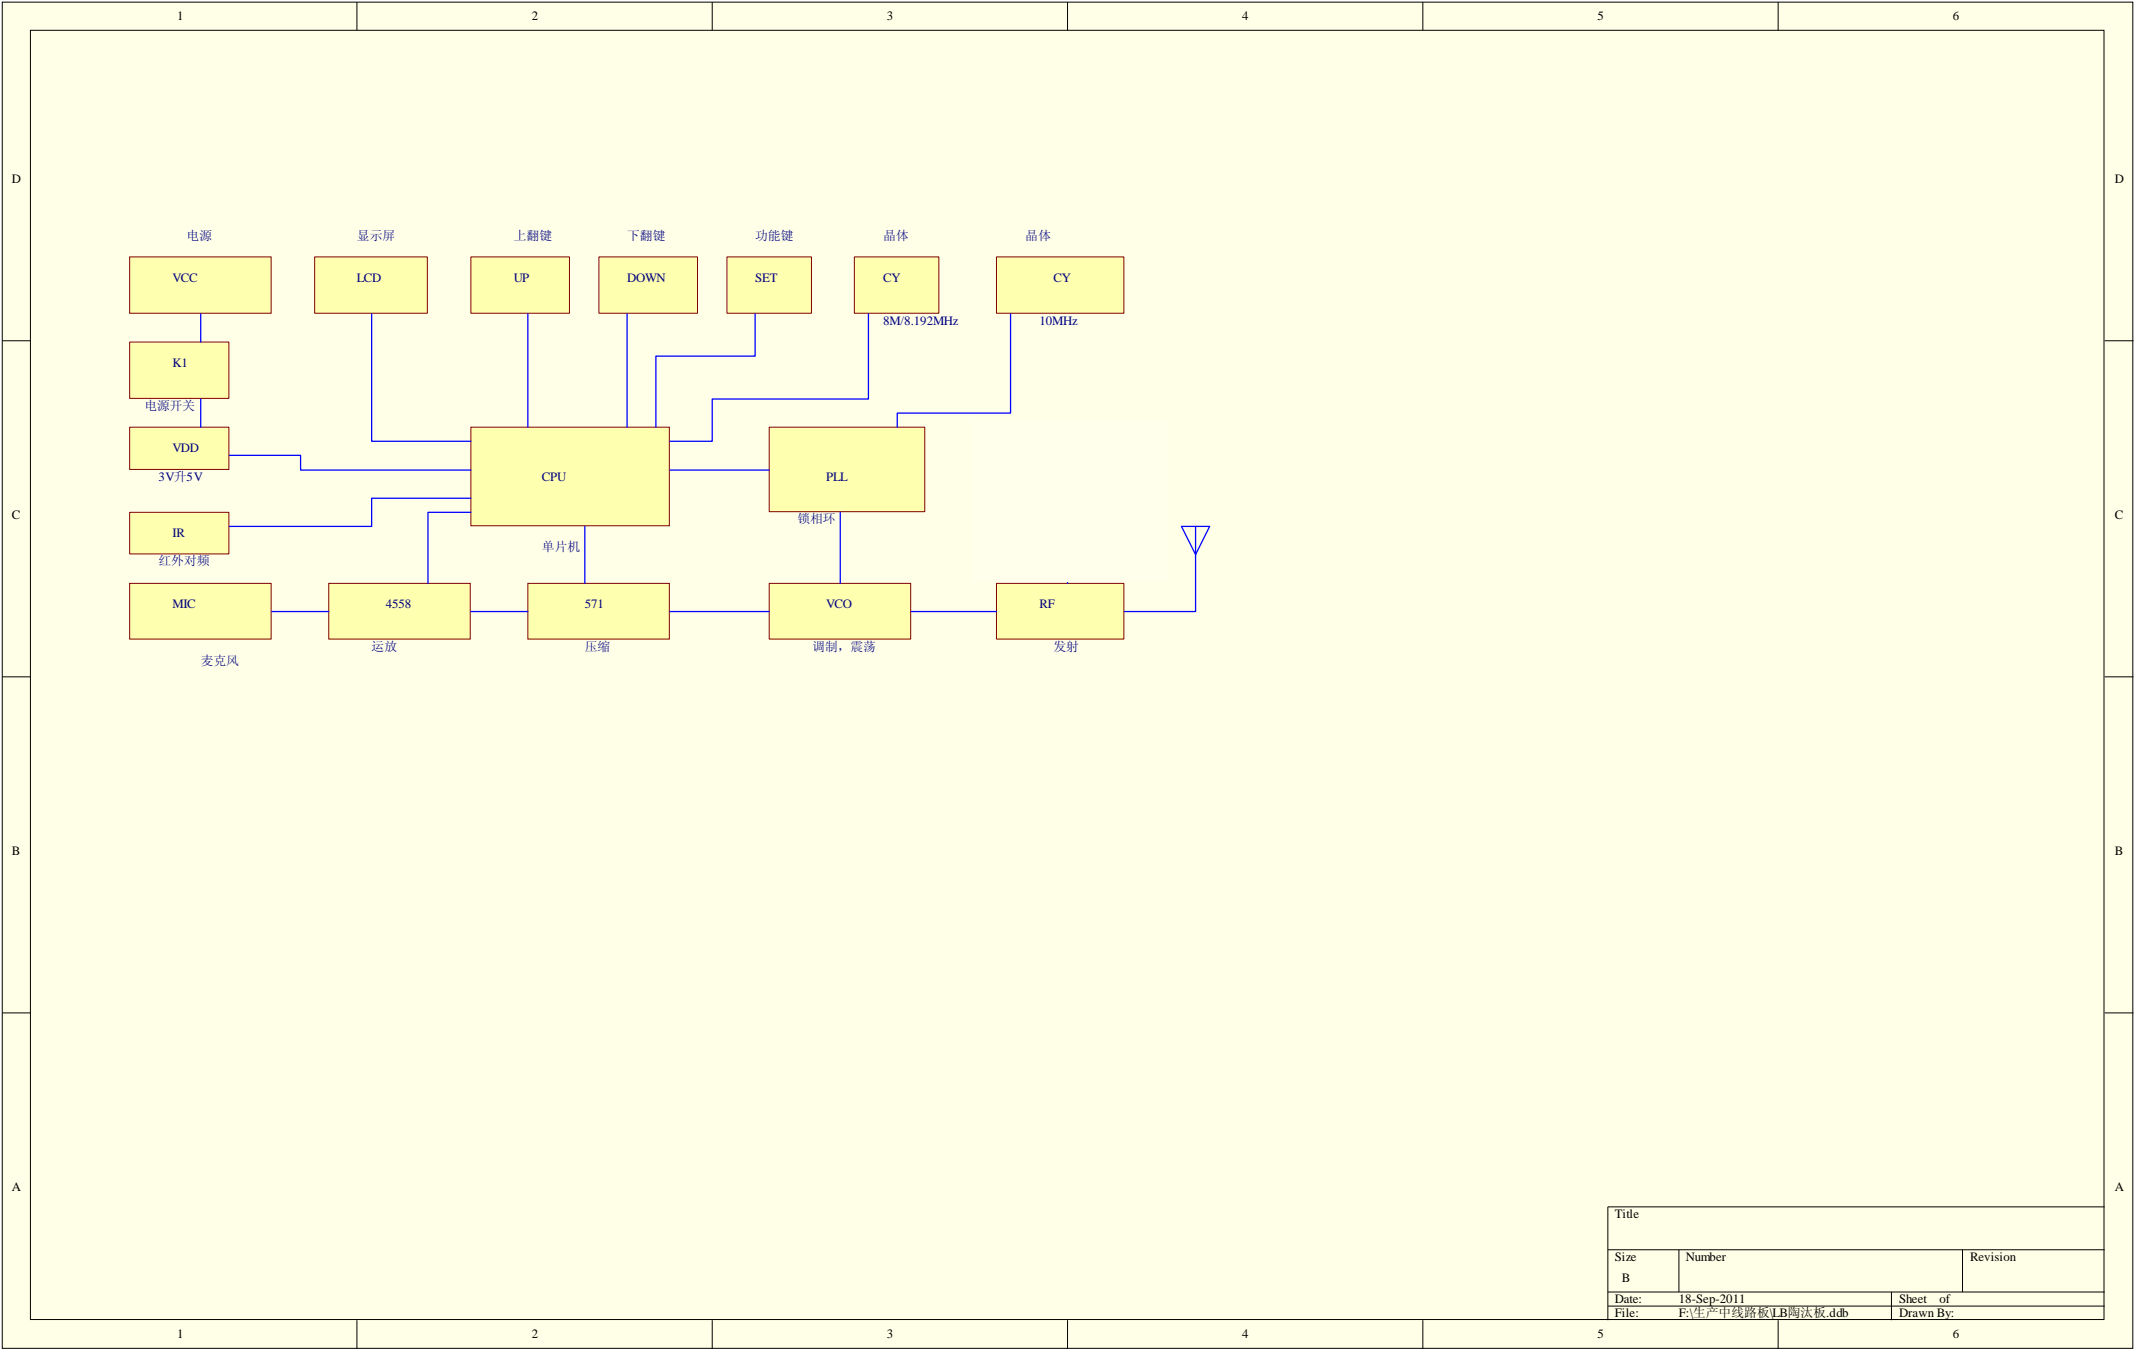 1 2 3 4 5 6
D D
电源 显示屏 上翻键 下翻键 功能键 晶体 晶体
VCC LCD UP DOWN SET CY CY
8M/8.192MHz 10MHz
K1
电源开关
VDD
3V升5V
CPU PLL
C C
锁相环
IR
单片机
红外对频
MIC 4558 571 VCO RF
运放 压缩 调制，震荡 发射
麦克风
B B
A A
Title
Size Number Revision
B
Date: 18-Sep-2011 Sheet of
File: F:\生产中线路板\LB陶汰板.ddb Drawn By:
1 2 3 4 5 6